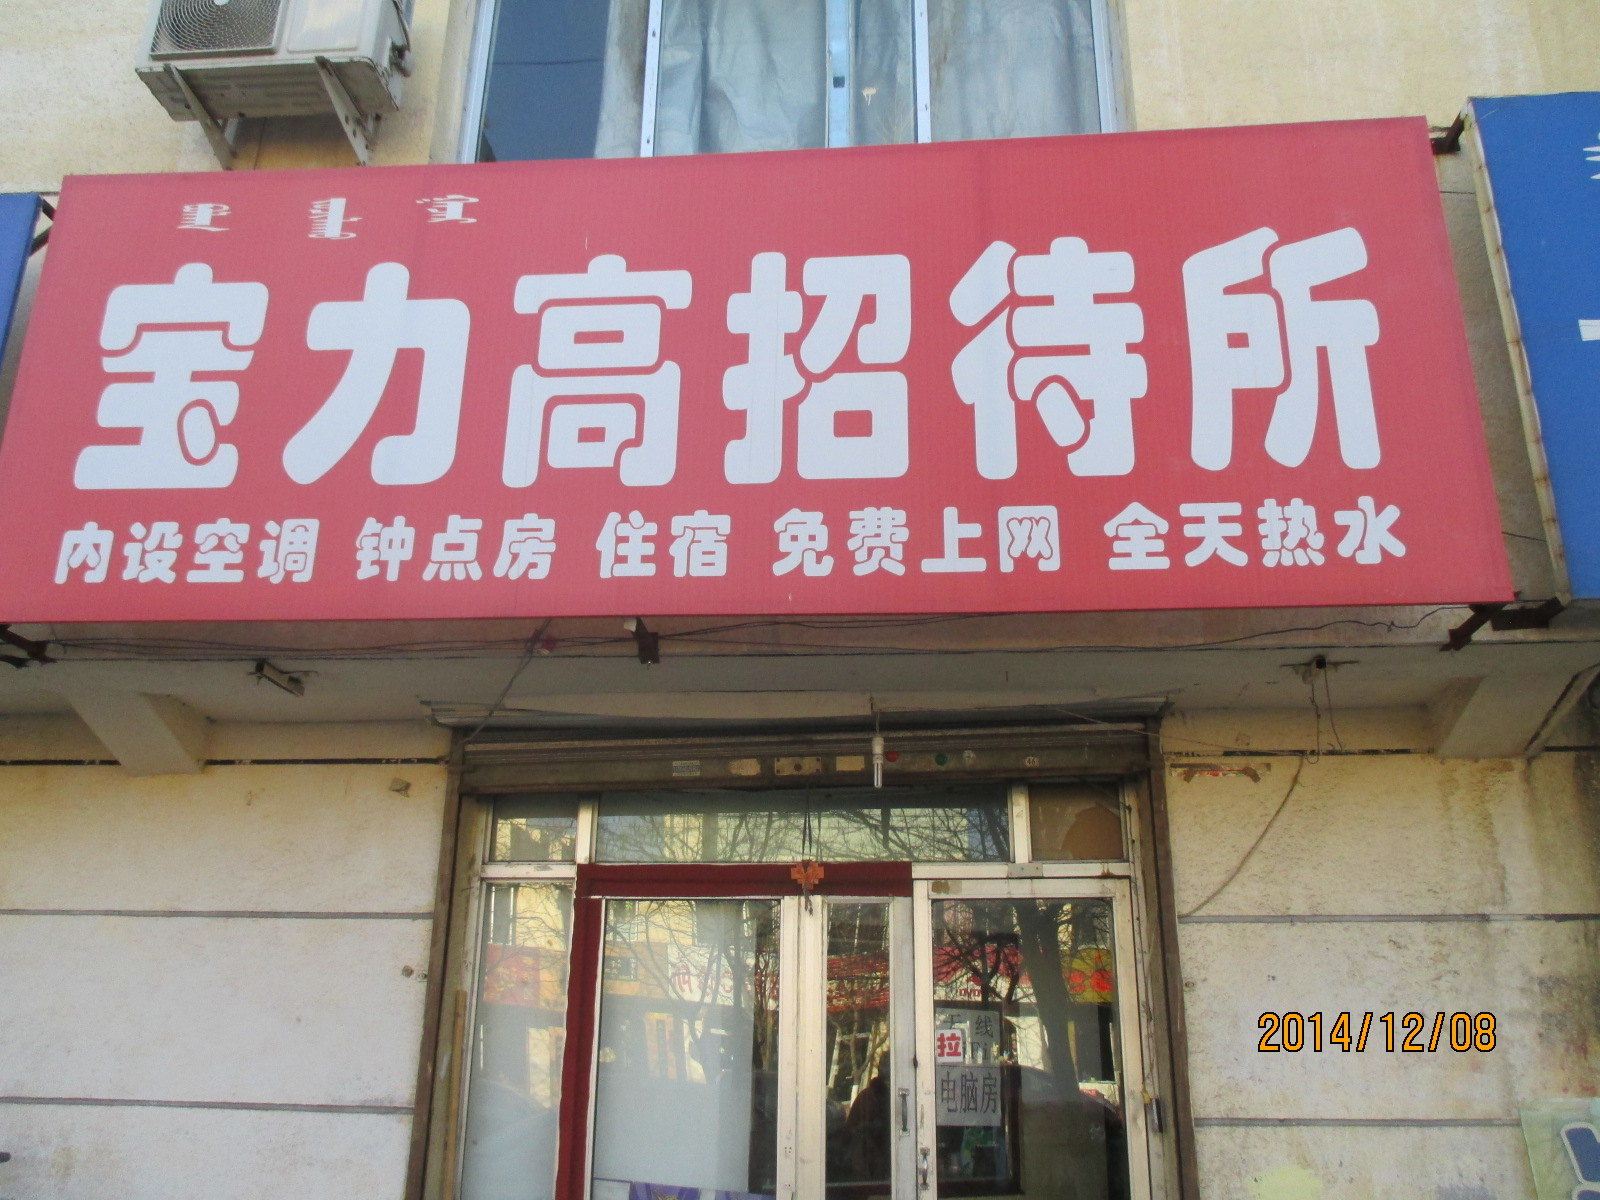 宝力高招待所
内设空调 钟点房 住宿 免费上网 全天热水
拉
电脑房
2014/12/08